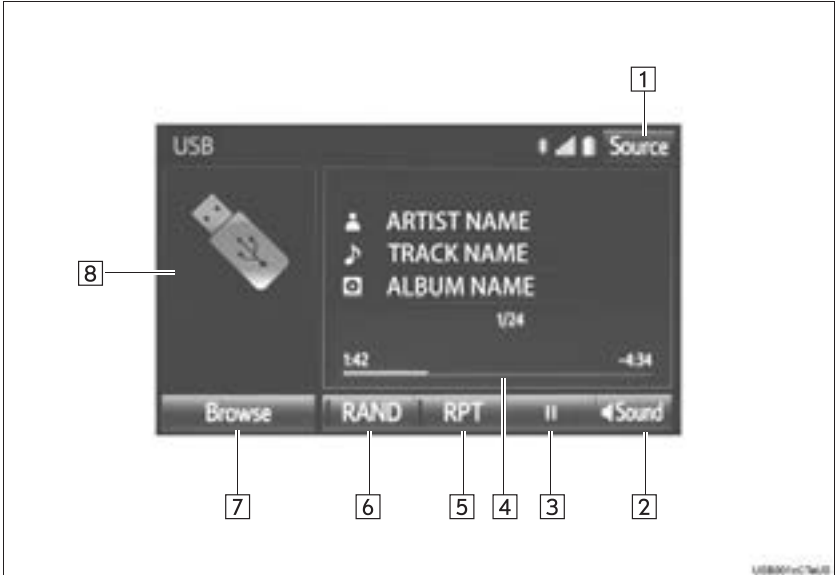 1
USB Source
8
ARTIST NAME
TRACK NAME
ALBUM NAME
1/24
1:42 -4:34
Browse RAND RPT Sound
7 6 5 4 3 2